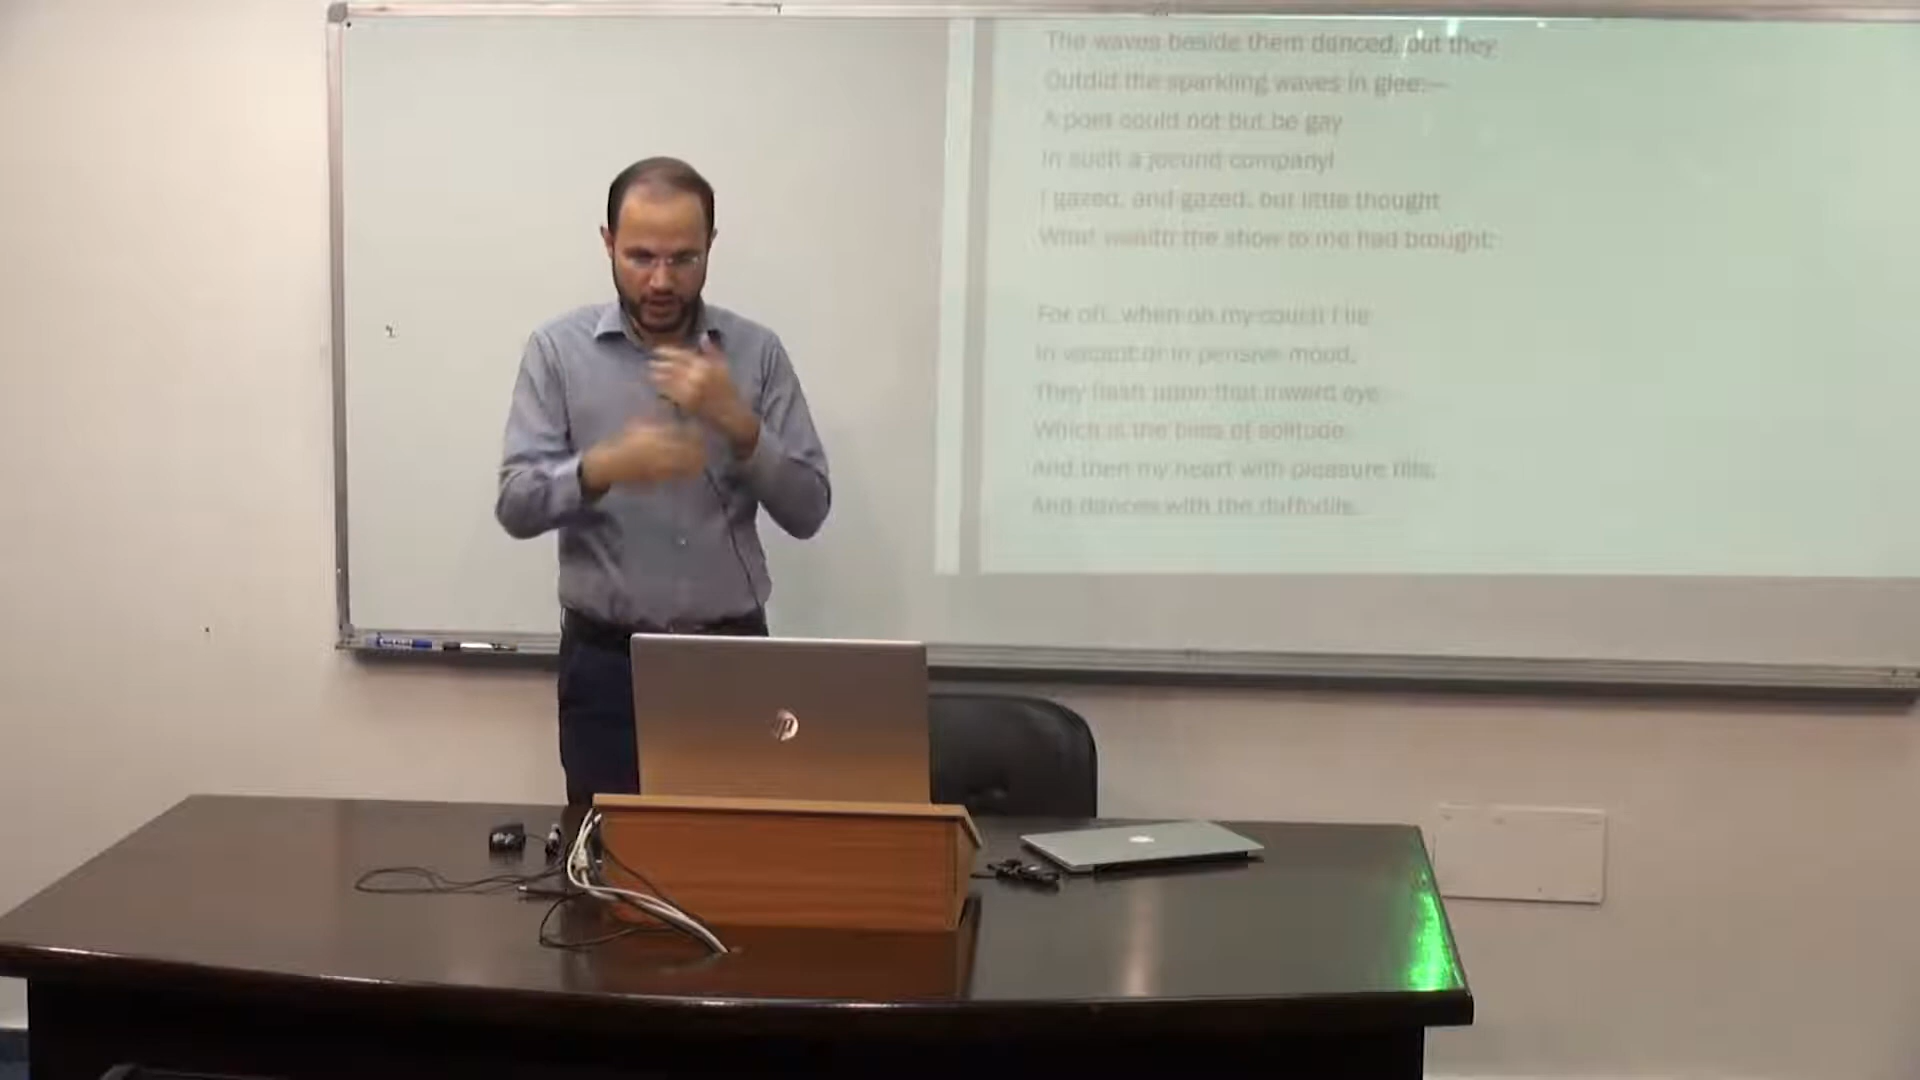 The waves beside them danced, but they
Outdid the sparkling waves in glee:—
A poet could not but be gay
In such a jocund company!
I gazed, and gazed, but little thought
What wealth the show to me had brought:
For oft, when on my couch I lie
In vacant or in pensive mood,
They flash upon that inward eye
Which is the bliss of solitude,
And then my heart with pleasure fills,
And dances with the daffodils.
hp